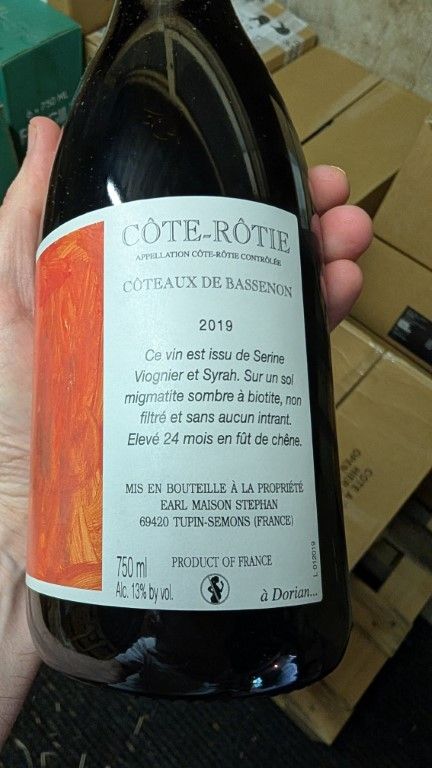 CÔTE-RÔTIE
APPELLATION CÔTE-RÔTIE CONTRÔLÉE
CÔTEAUX DE BASSENON
2019
Ce vin est issu de Serine
Viognier et Syrah. Sur un sol
migmatite sombre à biotite, non
filtré et sans aucun intrant.
Elevé 24 mois en fût de chêne.
MIS EN BOUTEILLE À LA PROPRIÉTÉ
EARL MAISON STEPHAN
69420 TUPIN-SEMONS (FRANCE)
750 ml
PRODUCT OF FRANCE
Alc. 13% by vol.
à Dorian...
L 012019